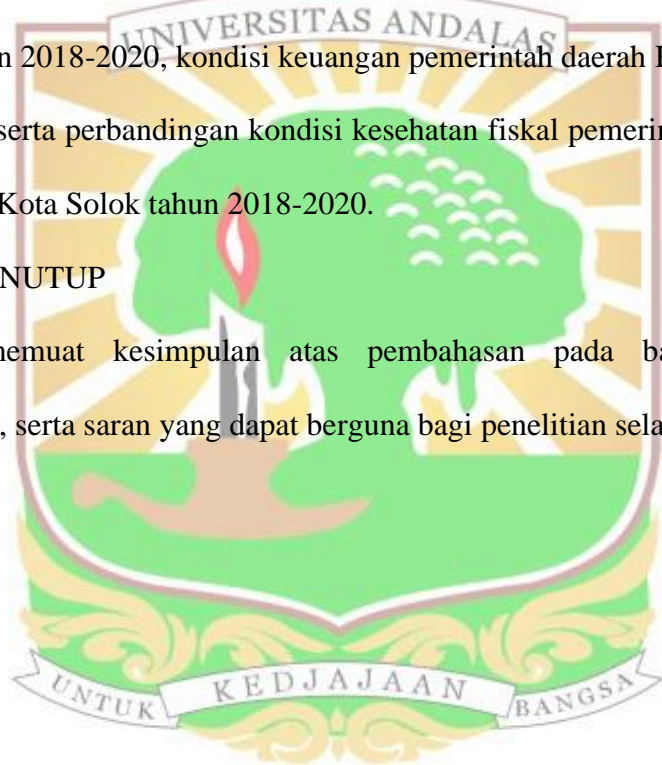 UNIVERSITAS ANDALAS
n 2018-2020, kondisi keuangan pemerintah daerah
serta perbandingan kondisi kesehatan fiskal pemerin
Kota Solok tahun 2018-2020.
NUTUP
memuat kesimpulan atas pembahasan pada ba
, serta saran yang dapat berguna bagi penelitian sela
UNTUK KEDJAJAAN BANGSA